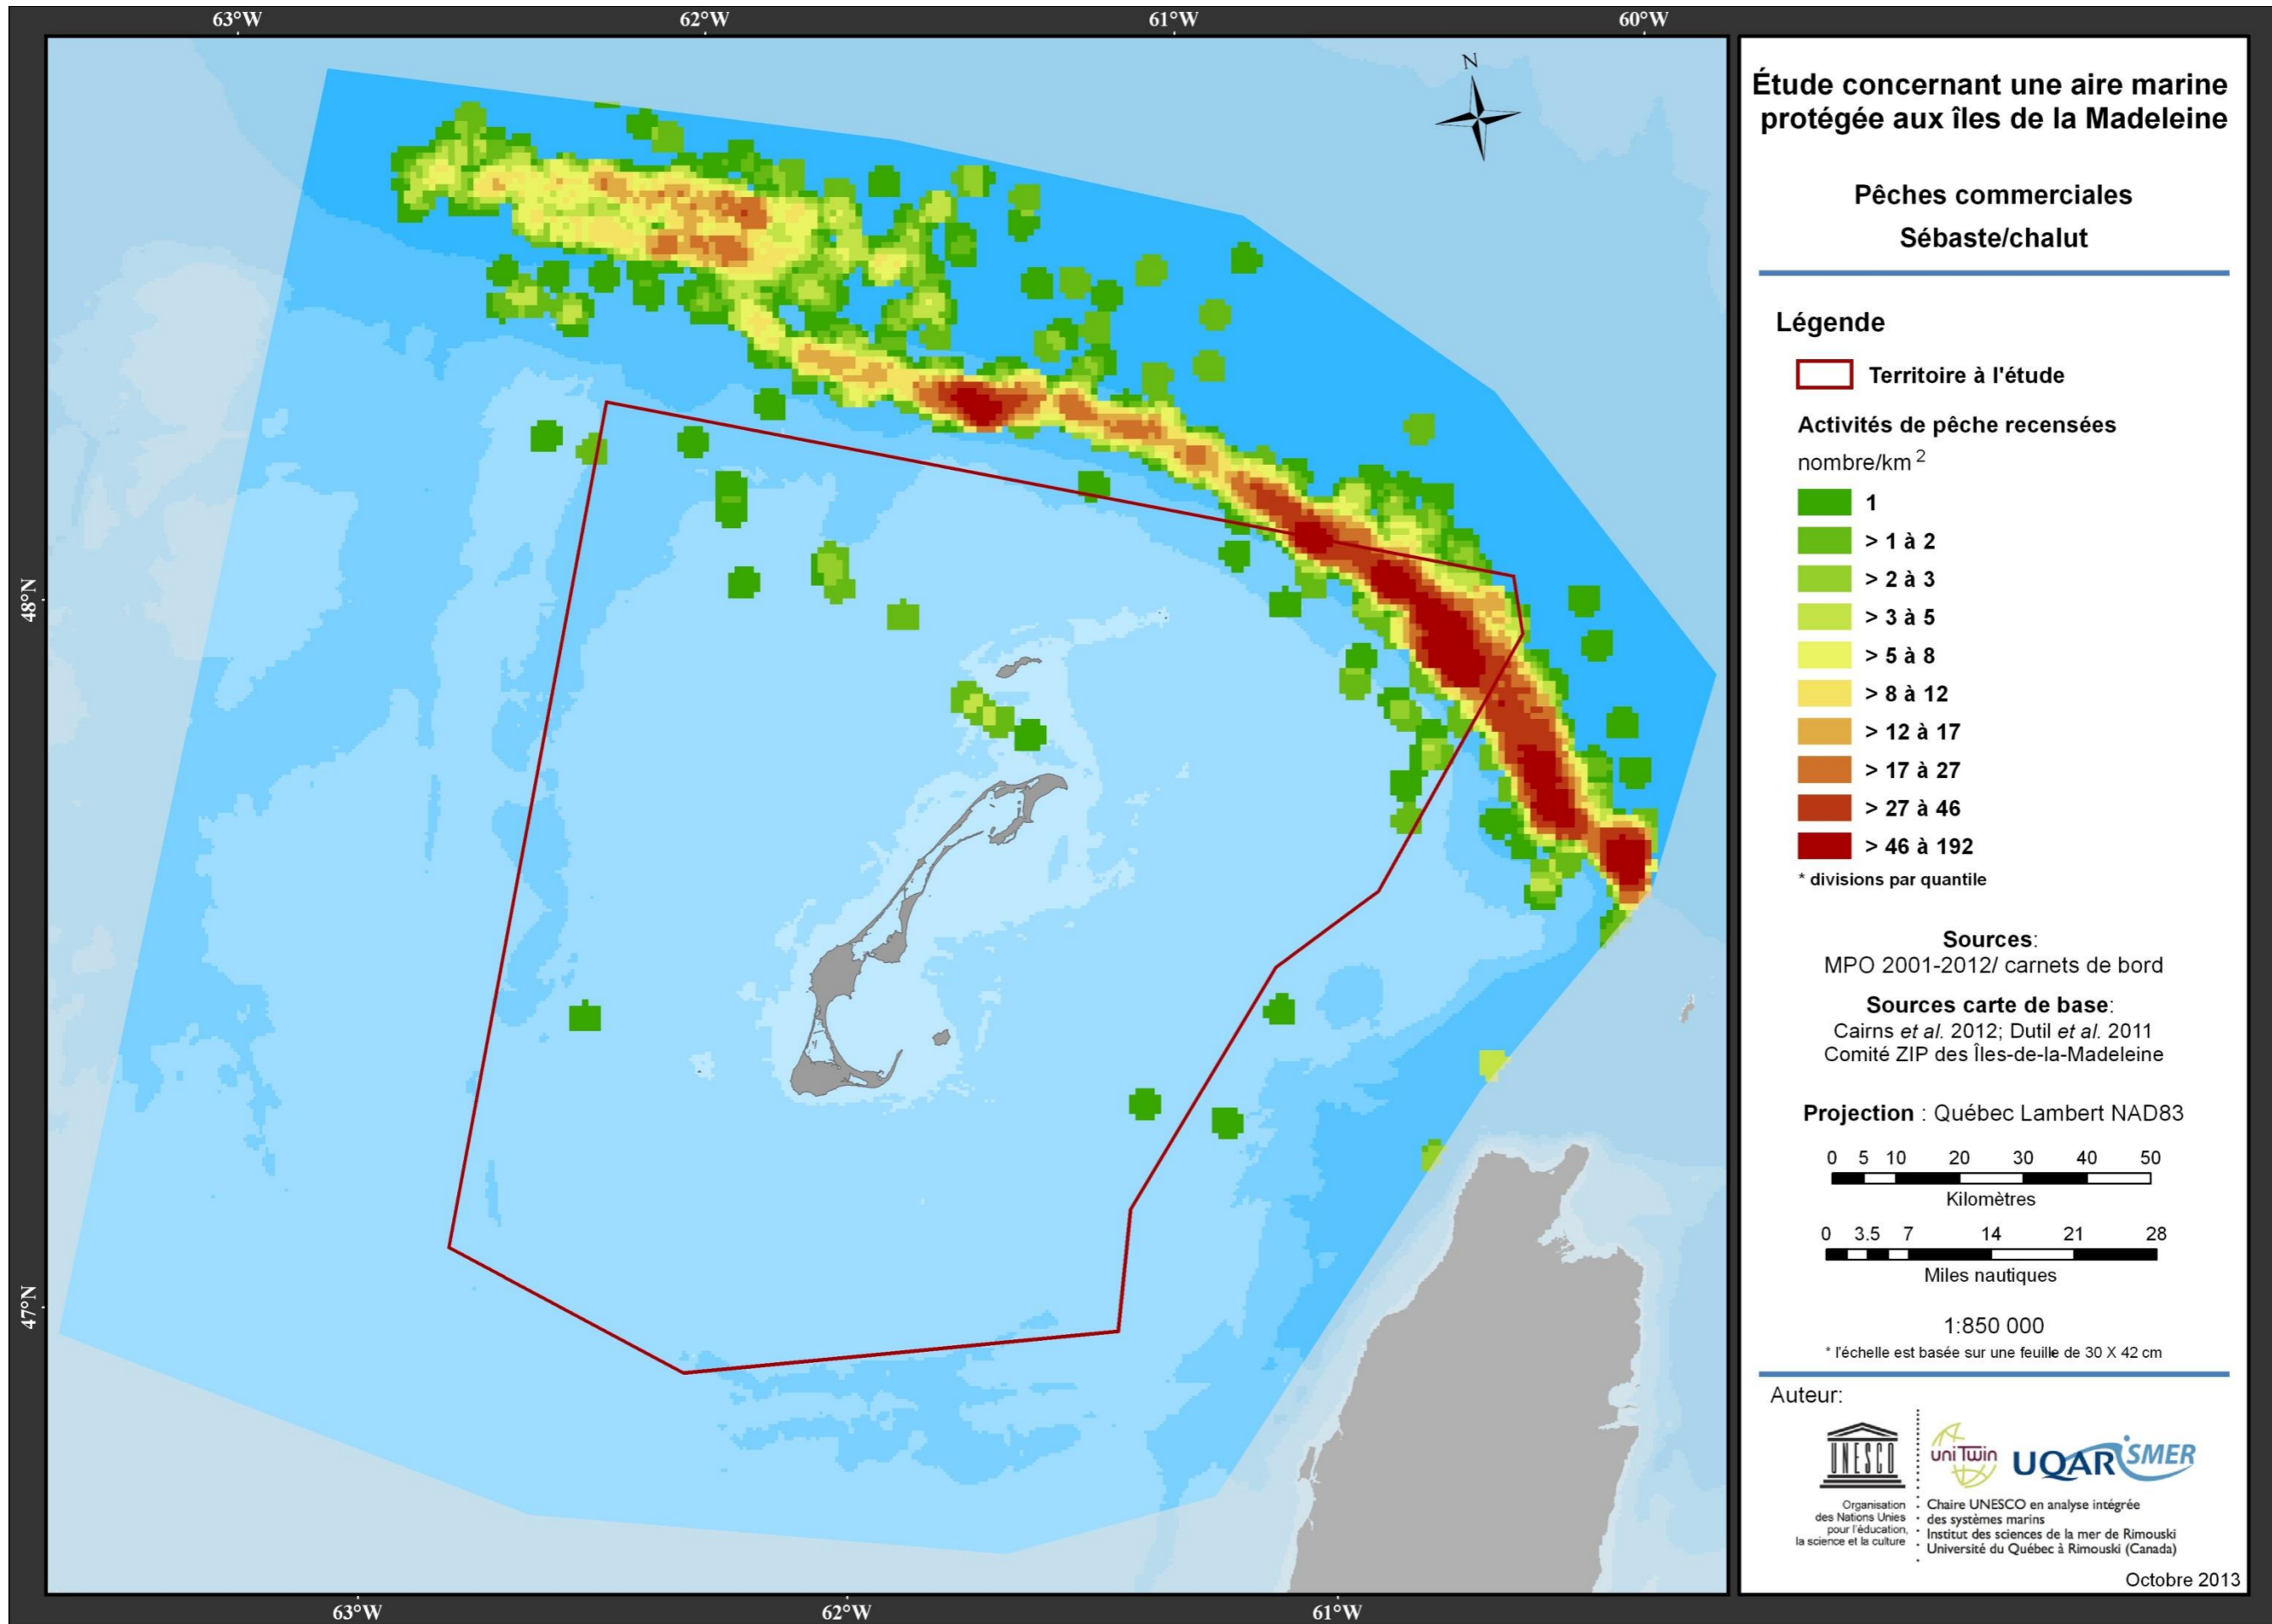 63°W
62°W
61°W
60°W
N
48°N
47°N
63°W
62°W
61°W
Étude concernant une aire marine
protégée aux îles de la Madeleine
Pêches commerciales
Sébaste/chalut
Légende
Territoire à l'étude
Activités de pêche recensées
nombre/km 2
1
> 1 à 2
> 2 à 3
> 3 à 5
> 5 à 8
> 8 à 12
> 12 à 17
> 17 à 27
> 27 à 46
> 46 à 192
* divisions par quantile
Sources:
MPO 2001-2012/ carnets de bord
Sources carte de base:
Cairns et al. 2012; Dutil et al. 2011
Comité ZIP des Îles-de-la-Madeleine
Projection : Québec Lambert NAD83
0 5 10 20 30 40 50
Kilomètres
0 3.5 7 14 21 28
Miles nautiques
1:850 000
* l'échelle est basée sur une feuille de 30 X 42 cm
Auteur:
UNESCO
uniTwin
UQAR ISMER
Organisation
des Nations Unies
pour l'éducation,
la science et la culture
Chaire UNESCO en analyse intégrée
des systèmes marins
Institut des sciences de la mer de Rimouski
Université du Québec à Rimouski (Canada)
Octobre 2013